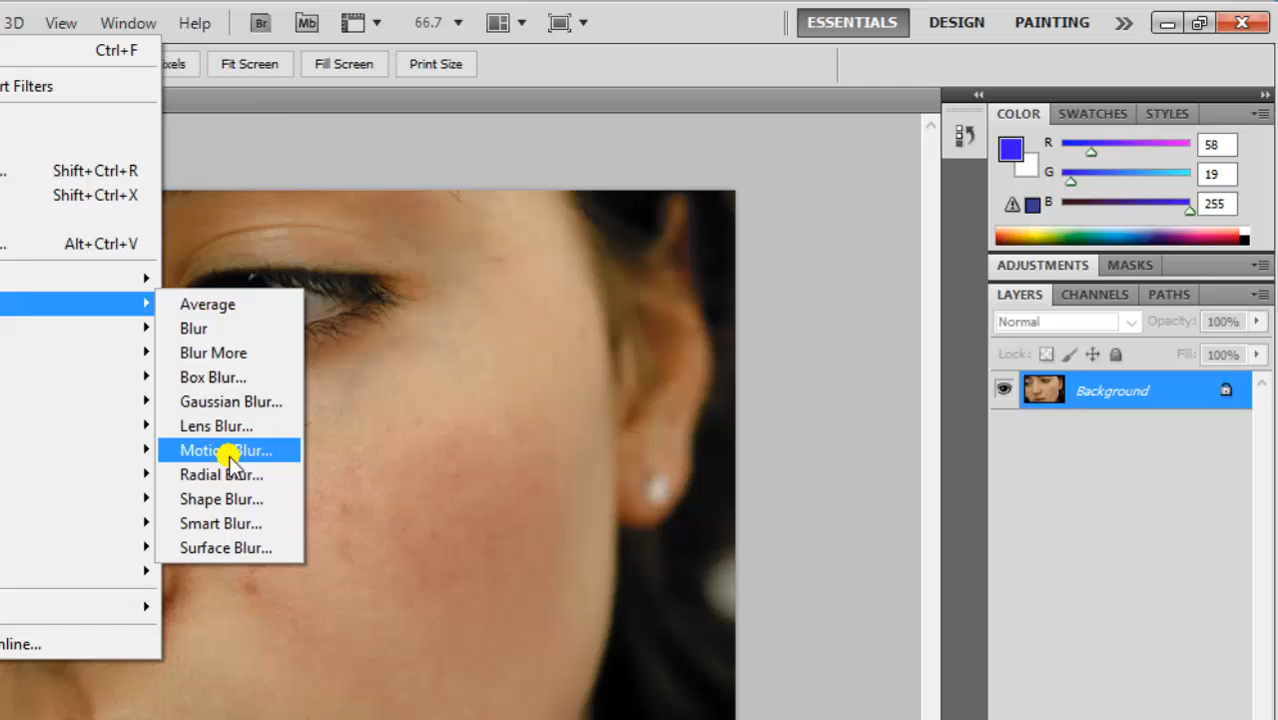 3D View Window Help Br Mb 66.7 ESSENTIALS DESIGN PAINTING
Ctrl+F
xels Fit Screen Fill Screen Print Size
rt Filters
COLOR SWATCHES STYLES
R 58
G 19
B 255
... Shift+Ctrl+R
Shift+Ctrl+X
... Alt+Ctrl+V
ADJUSTMENTS MASKS
LAYERS CHANNELS PATHS
Normal Opacity: 100%
Lock: Fill: 100%
Background
Average
Blur
Blur More
Box Blur...
Gaussian Blur...
Lens Blur...
Motion Blur...
Radial Blur...
Shape Blur...
Smart Blur...
Surface Blur...
nline...